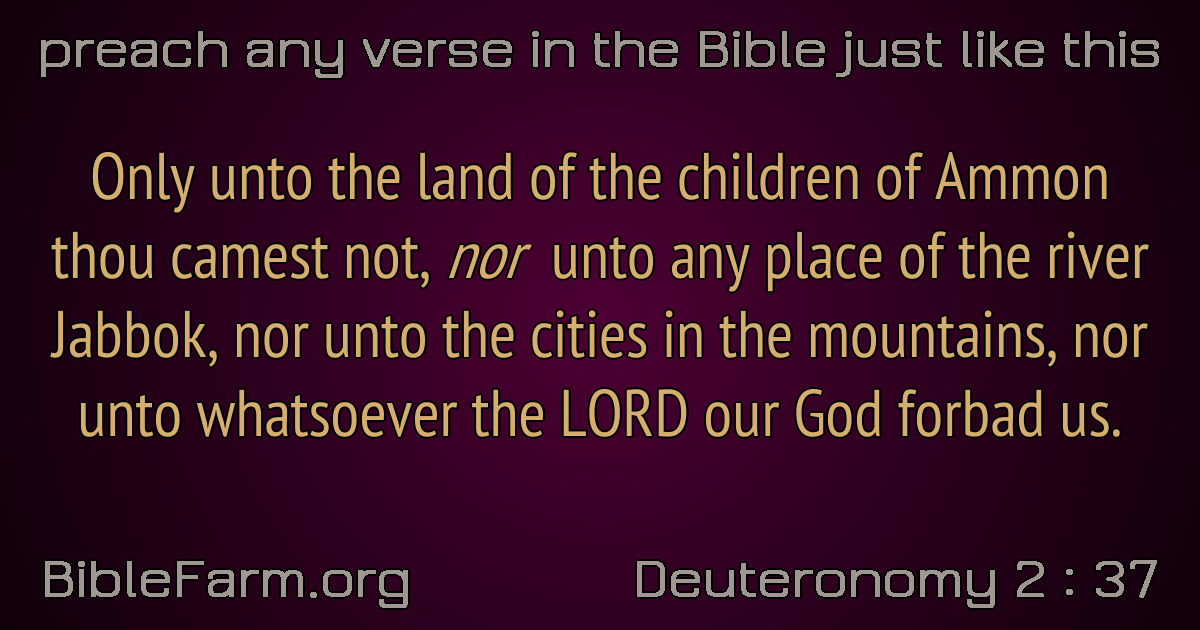 preach any verse in the Bible just like this
Only unto the land of the children of Ammon
thou camest not, nor unto any place of the river
Jabbok, nor unto the cities in the mountains, nor
unto whatsoever the LORD our God forbad us.
BibleFarm.org
Deuteronomy 2 : 37